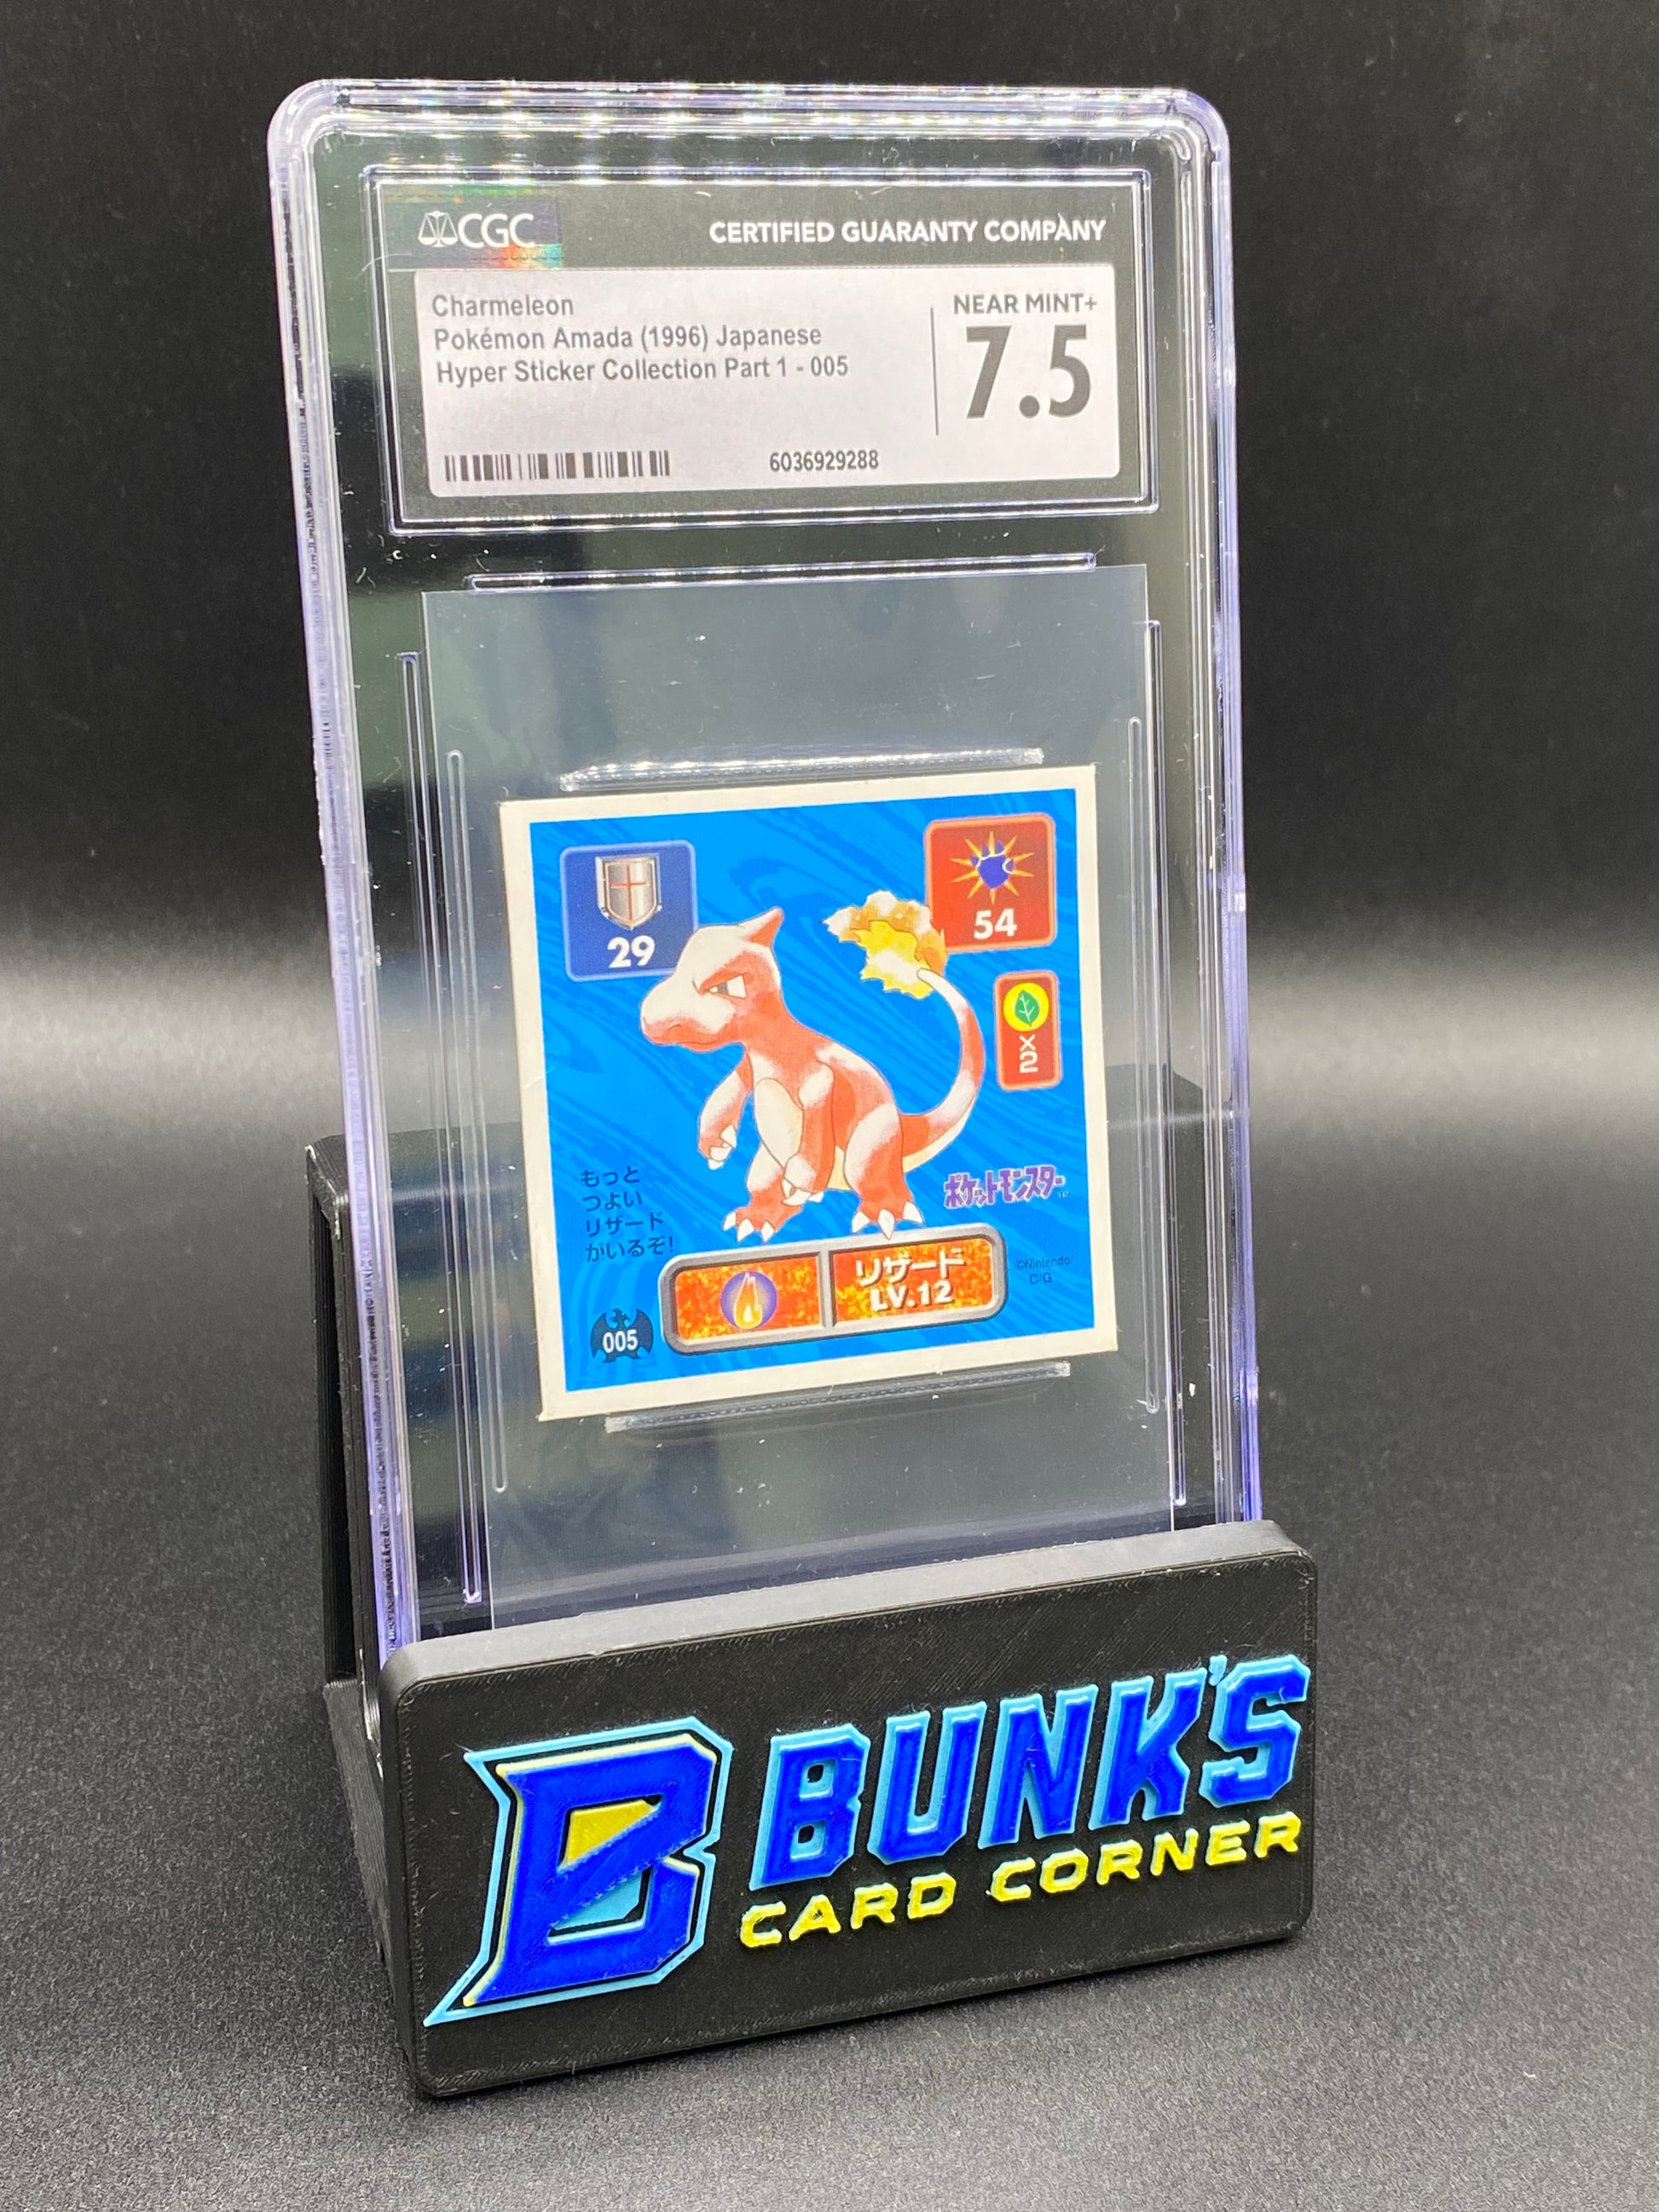 CGC
CERTIFIED GUARANTY COMPANY
Charmeleon
Pokémon Amada (1996) Japanese
Hyper Sticker Collection Part 1 - 005
NEAR MINT+
7.5
6036929288
29
54
X
2
もっと
つよい
リザード
がいるぞ!
ポケットモンスター
TM
リザード
LV.12
©Nintendo
C/G
005
B
BUNK'S
CARD CORNER